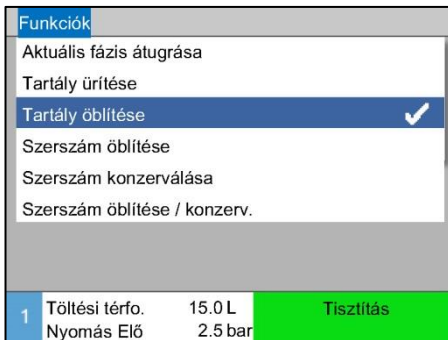 Funkciók
Aktuális fázis átugrása
Tartály ürítése
Tartály öblítése
Szerszám öblítése
Szerszám konzerválása
Szerszám öblítése / konzerv.
1 Töltési térfo. 15.0 L Tisztítás
Nyomás Elő 2.5 bar